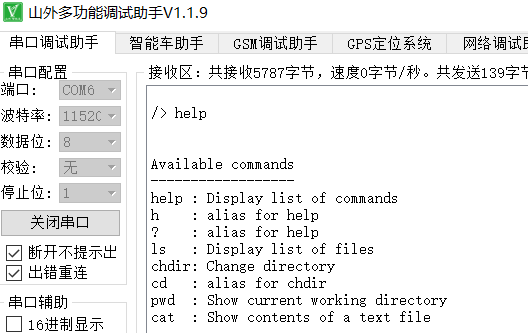 山外多功能调试助手V1.1.9
串口调试助手 智能车助手 GSM调试助手 GPS定位系统 网络调试助
串口配置
端口: COM6
波特率: 11520
数据位: 8
校验: 无
停止位: 1
关闭串口
断开不提示出
出错重连
串口辅助
16进制显示
接收区：共接收5787字节，速度0字节/秒。共发送139字节
/> help
Available commands
------------------
help : Display list of commands
h : alias for help
? : alias for help
ls : Display list of files
chdir: Change directory
cd : alias for chdir
pwd : Show current working directory
cat : Show contents of a text file